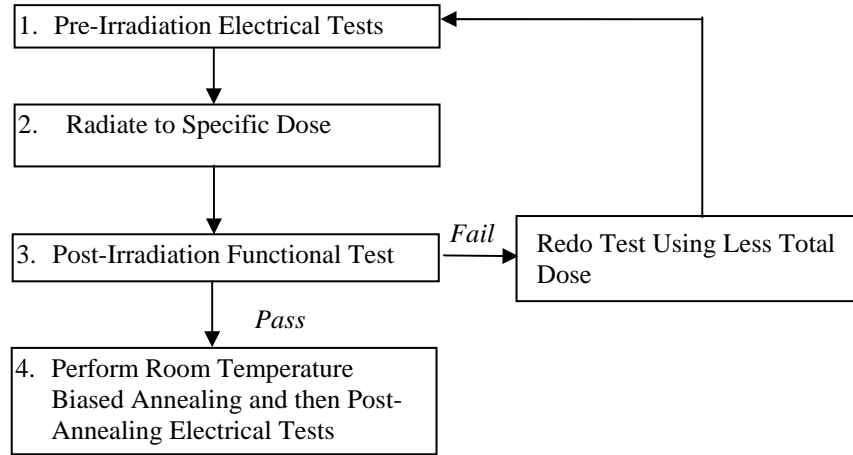 1. Pre-Irradiation Electrical Tests
2. Radiate to Specific Dose
3. Post-Irradiation Functional Test
Fail
Redo Test Using Less Total
Dose
Pass
4. Perform Room Temperature
Biased Annealing and then Post-
Annealing Electrical Tests